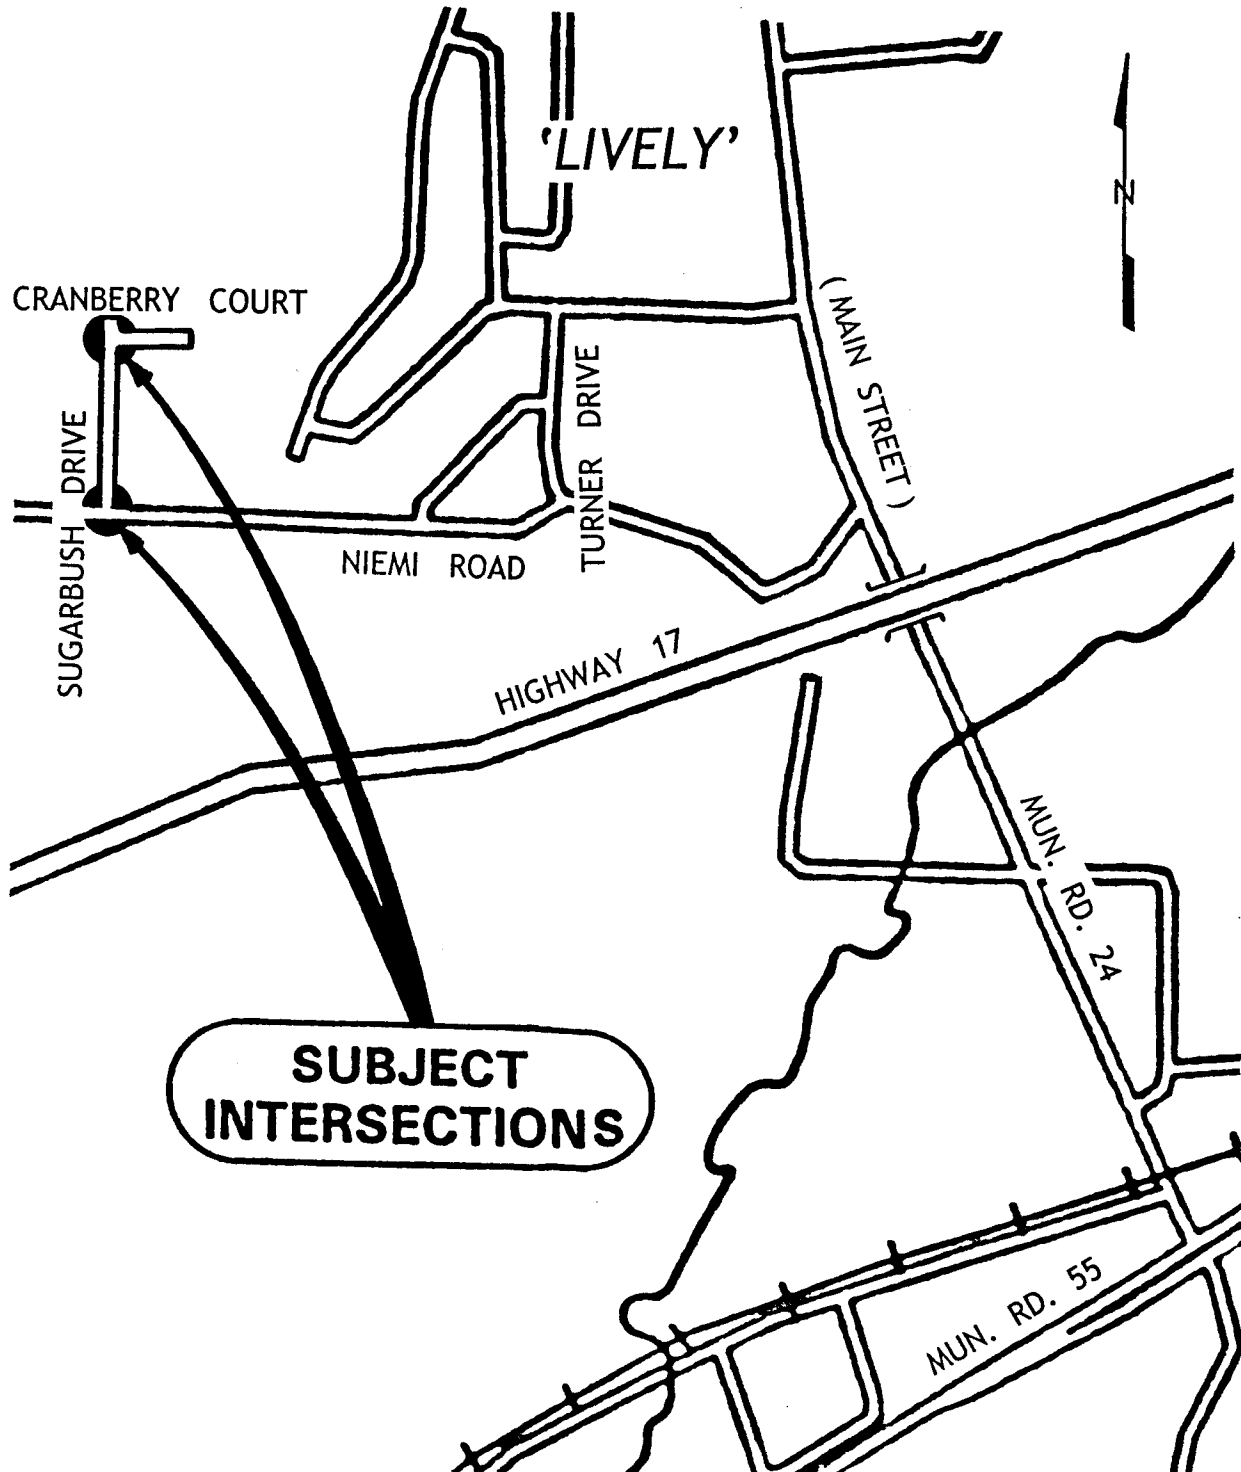 'LIVELY'
N
CRANBERRY COURT
(MAIN STREET)
SUGARBUSH DRIVE
TURNER DRIVE
NIEMI ROAD
HIGHWAY 17
MUN. RD. 24
SUBJECT
INTERSECTIONS
MUN. RD. 55